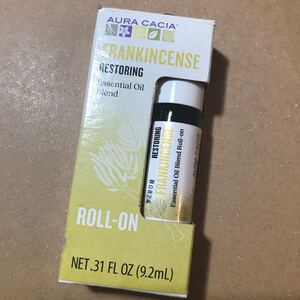 AURA CACIA
FRANKINCENSE
RESTORING
Essential Oil
Blend
RESTORING
FRANKINCENSE
Essential Oil Blend Roll-on
ROLL-ON
NET .31 FL OZ (9.2mL)